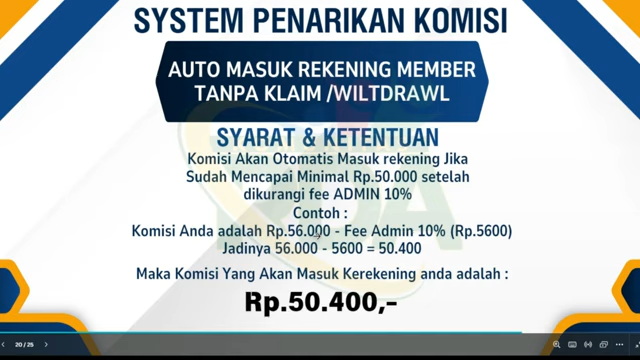 SYSTEM PENARIKAN KOMISI
AUTO MASUK REKENING MEMBER
TANPA KLAIM /WILTDRAWL
SYARAT & KETENTUAN
Komisi Akan Otomatis Masuk rekening Jika
Sudah Mencapai Minimal Rp.50.000 setelah
dikurangi fee ADMIN 10%
Contoh :
Komisi Anda adalah Rp.56.000 - Fee Admin 10% (Rp.5600)
Jadinya 56.000 - 5600 = 50.400
Maka Komisi Yang Akan Masuk Kerekening anda adalah :
Rp.50.400,-
20 / 25